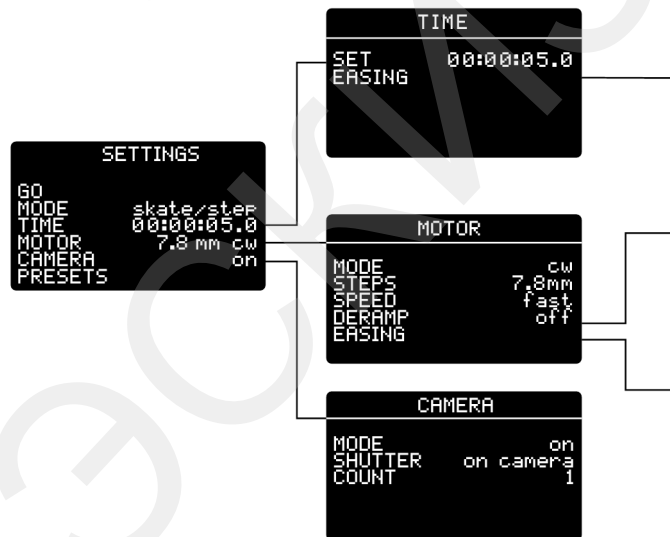 SETTINGS
GO
MODE skate/step
TIME 00:00:05.0
MOTOR 7.8 mm cw
CAMERA on
PRESETS
TIME
SET 00:00:05.0
EASING
MOTOR
MODE cw
STEPS 7.8mm
SPEED fast
DERAMP off
EASING
CAMERA
MODE on
SHUTTER on camera
COUNT 1
ЭСКИЗ